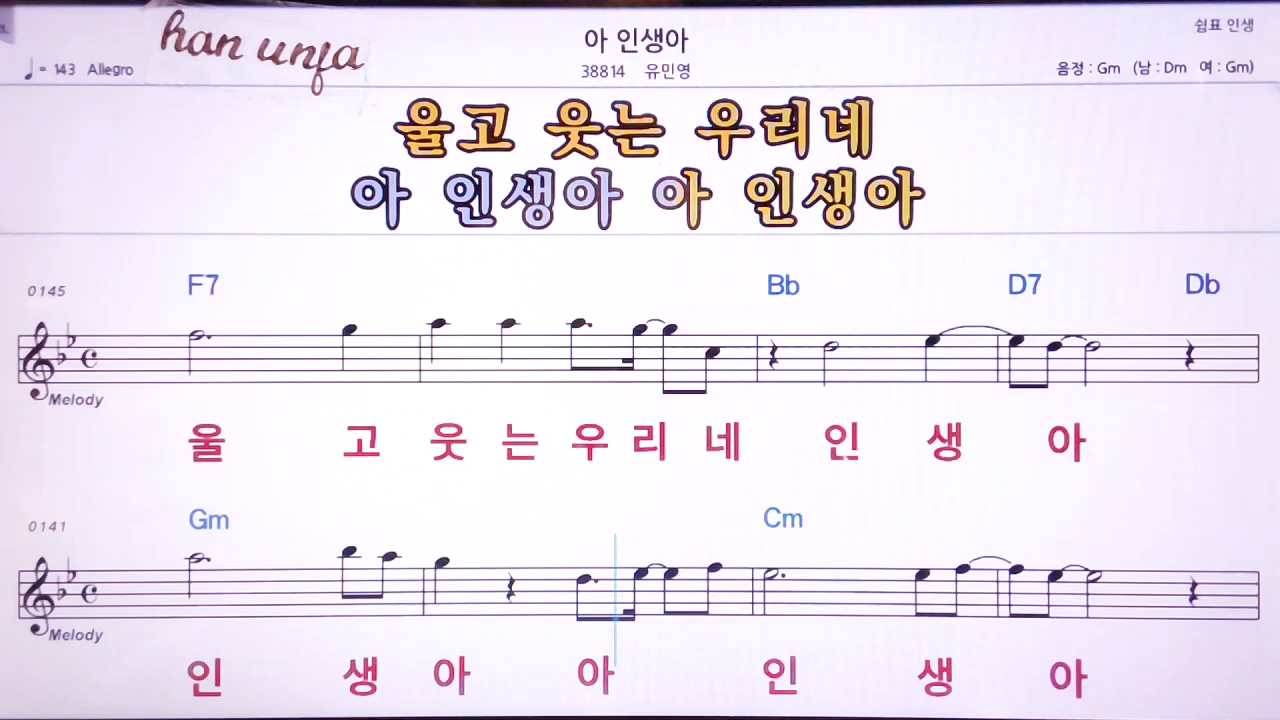 han unja
아 인생아
쉼표 인생
♩= 143 Allegro
38814 유민영
음정 : Gm (남 : Dm 여 : Gm)
울고 웃는 우리네
아 인생아 아 인생아
0145
F7 Bb D7 Db
Melody
울 고 웃 는 우 리 네 인 생 아
0141
Gm Cm
Melody
인 생 아 아 인 생 아